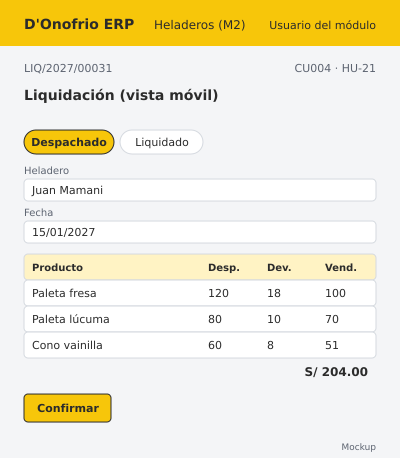 D'Onofrio ERP Heladeros (M2) Usuario del módulo
LIQ/2027/00031 CU004 · HU-21
Liquidación (vista móvil)
Despachado Liquidado
Heladero
Juan Mamani
Fecha
15/01/2027
Producto Desp. Dev. Vend.
Paleta fresa 120 18 100
Paleta lúcuma 80 10 70
Cono vainilla 60 8 51
S/ 204.00
Confirmar
Mockup